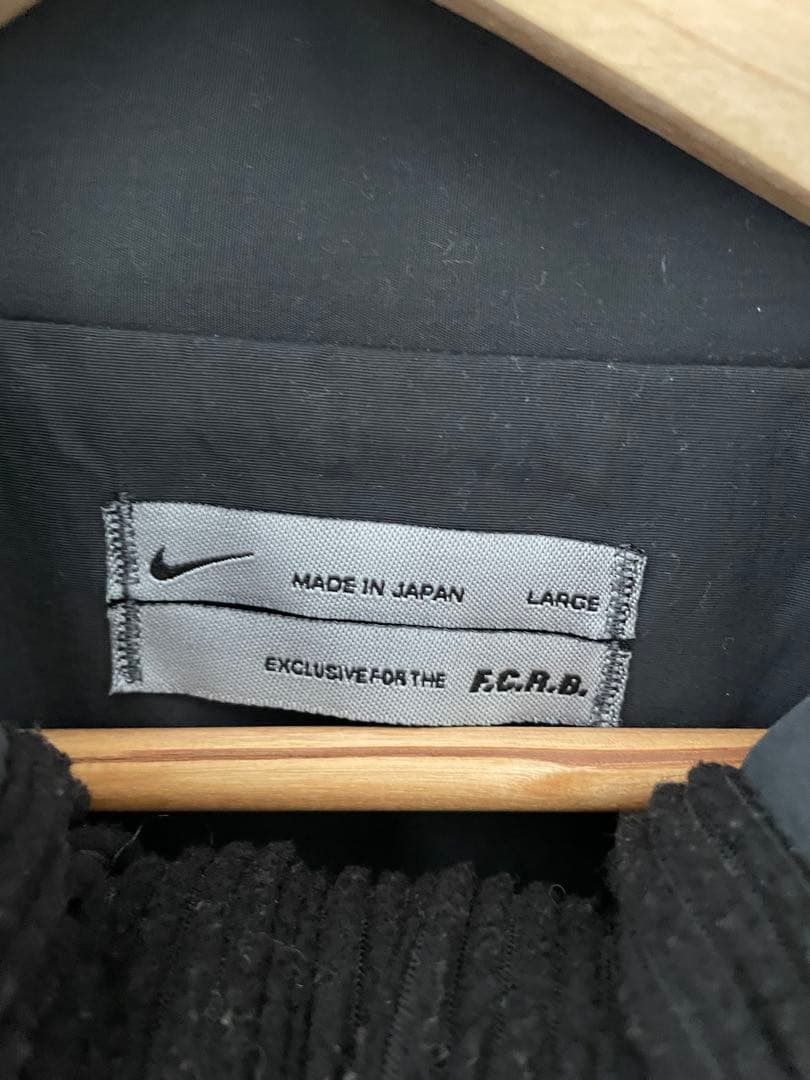 MADE IN JAPAN LARGE
EXCLUSIVE FOR THE F.C.R.B.